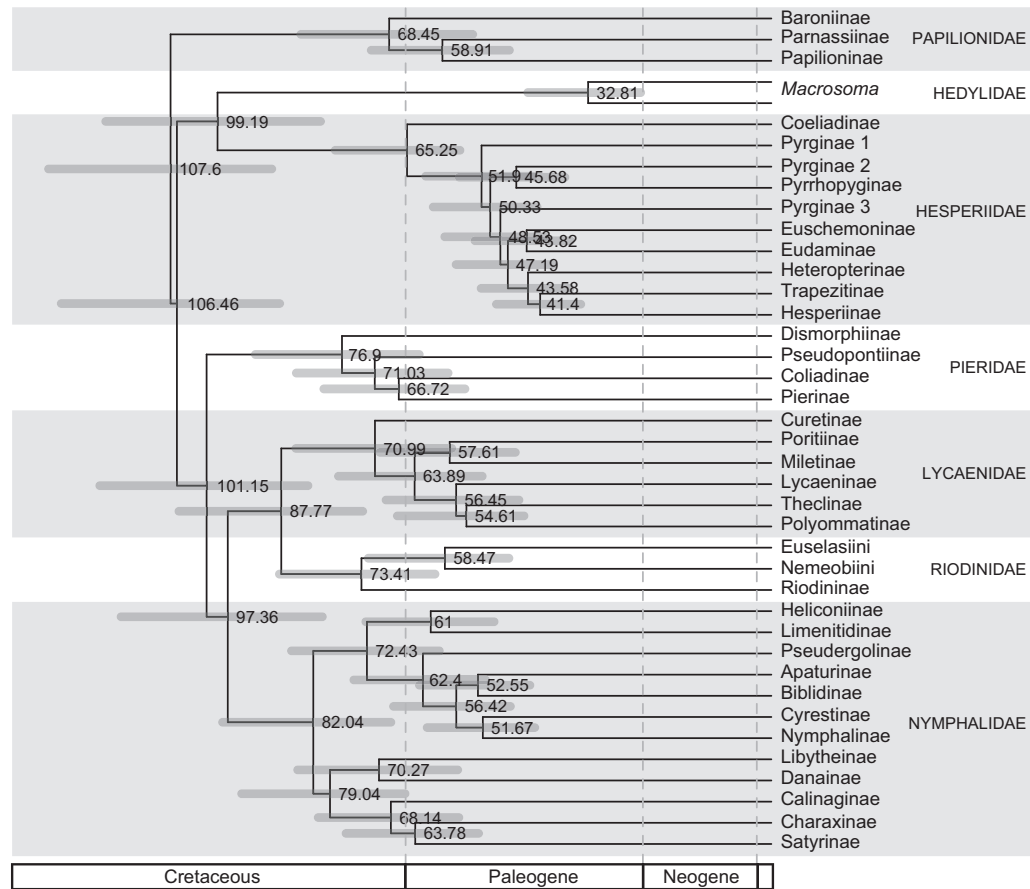 Baroniinae
68.45
Parnassiinae
PAPILIONIDAE
58.91
Papilioninae
Macrosoma
32.81
HEDYLIDAE
99.19
Coeliadinae
65.25
Pyrginae 1
107.6
Pyrginae 2
51.9
45.68
Pyrrhopyginae
50.33
Pyrginae 3
HESPERIIDAE
Euschemoninae
48.53
43.82
Eudaminae
47.19
Heteropterinae
43.58
Trapezitinae
106.46
41.4
Hesperiinae
Dismorphiinae
76.9
Pseudopontiinae
PIERIDAE
71.03
Coliadinae
66.72
Pierinae
Curetinae
70.99
Poritiinae
57.61
Miletinae
63.89
LYCAENIDAE
101.15
Lycaeninae
56.45
Theclinae
87.77
54.61
Polyommatinae
Euselasiini
58.47
Nemeobiini
RIODINIDAE
73.41
Riodininae
97.36
Heliconiinae
61
Limenitidinae
72.43
Pseudergolinae
62.4
Apaturinae
52.55
Biblidinae
56.42
Cyrestinae
82.04
51.67
NYMPHALIDAE
Nymphalinae
Libytheinae
70.27
Danainae
79.04
Calinaginae
68.14
Charaxinae
63.78
Satyrinae
Cretaceous
Paleogene
Neogene